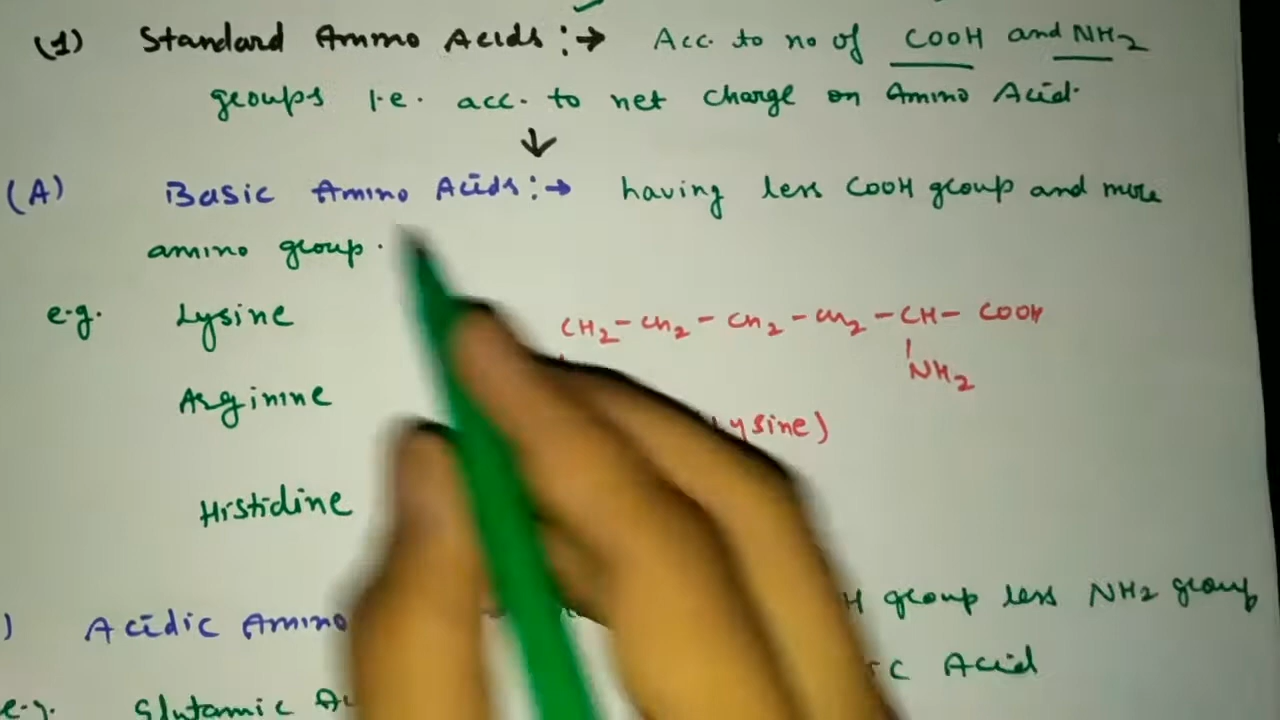 (1) Standard Amino Acids :→ Acc. to no of COOH and NH2
groups i.e. acc. to net charge on Amino Acid.
↓
(A) Basic Amino Acids :→ having less COOH group and more
amino group.
e.g. Lysine CH2 - CH2 - CH2 - CH2 - CH - COOH
NH2
Arginine ysine)
Histidine
) Acidic Amino H group less NH2 group
e.g. Glutamic Ac c Acid